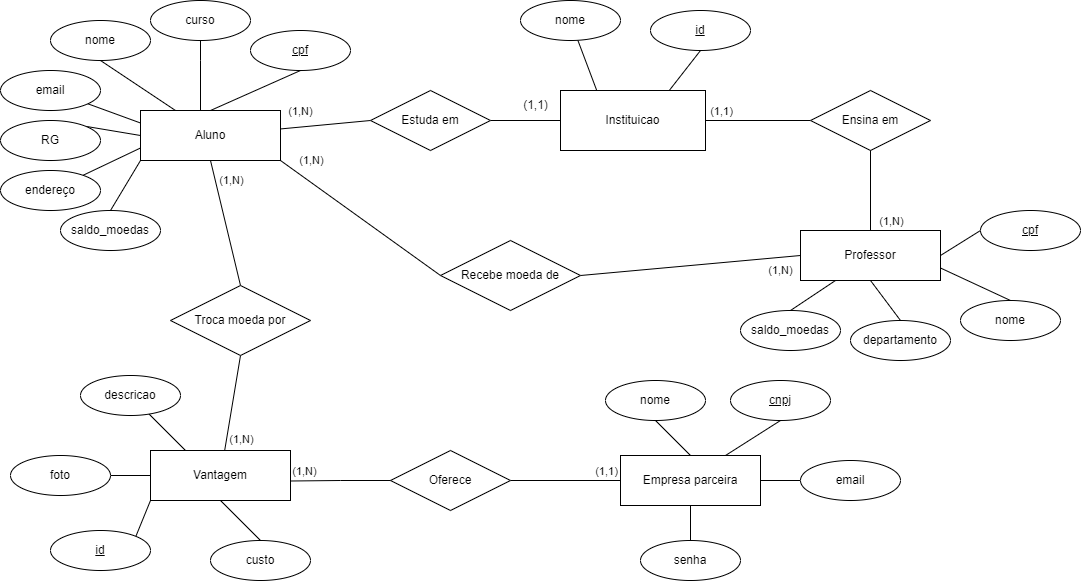 curso
nome
id
nome
cpf
email
(1,N)
(1,1)
(1,1)
Aluno
Estuda em
Instituicao
Ensina em
RG
(1,N)
(1,N)
endereço
(1,N)
saldo_moedas
cpf
Professor
Recebe moeda de
(1,N)
Troca moeda por
nome
saldo_moedas
departamento
descricao
nome
cnpj
(1,N)
foto
Vantagem
(1,N)
Oferece
(1,1)
Empresa parceira
email
id
custo
senha